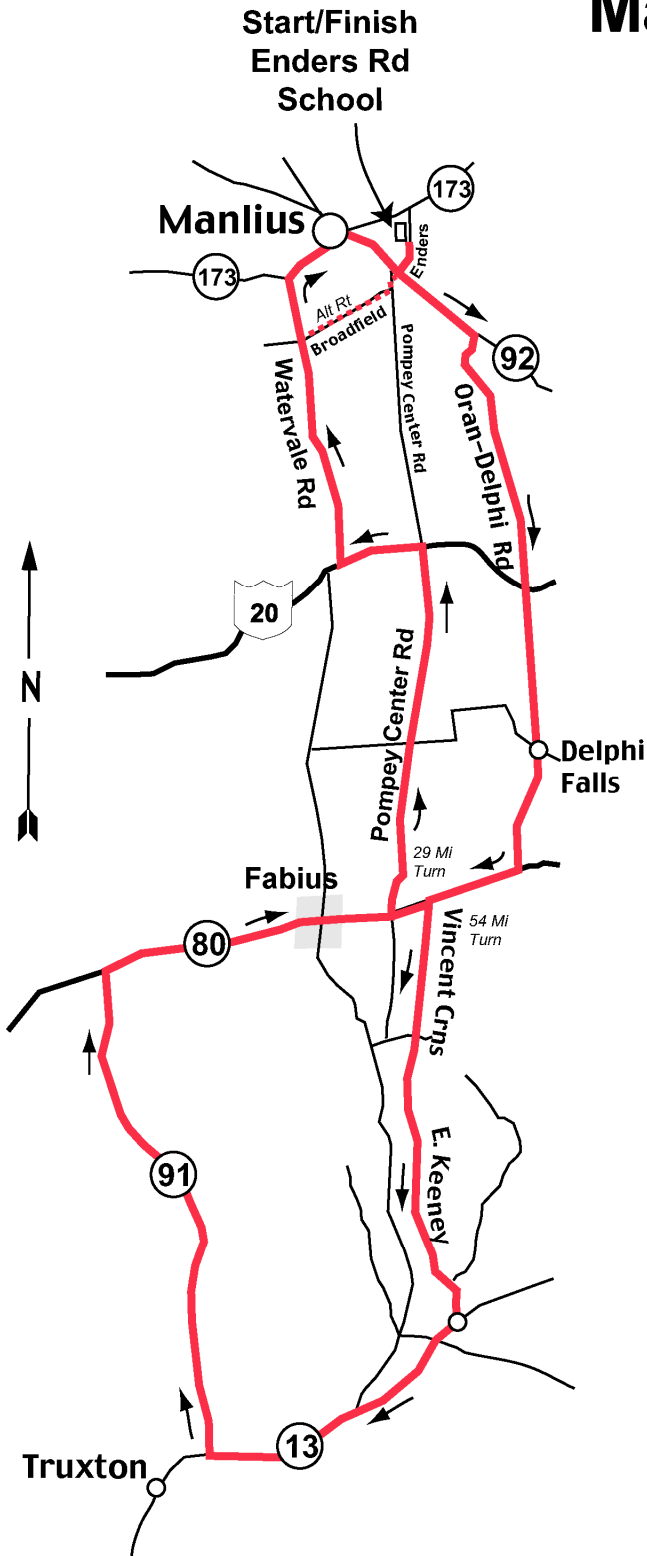 Ma
Start/Finish
Enders Rd
School
173
Manlius
Enders
173
Alt Rt
Broadfield
92
Pompey Center Rd
Watervale Rd
Oran-Delphi Rd
20
N
Pompey Center Rd
Delphi
Falls
29 Mi
Turn
Fabius
54 Mi
Turn
80
Vincent Crns
E. Keeney
91
13
Truxton